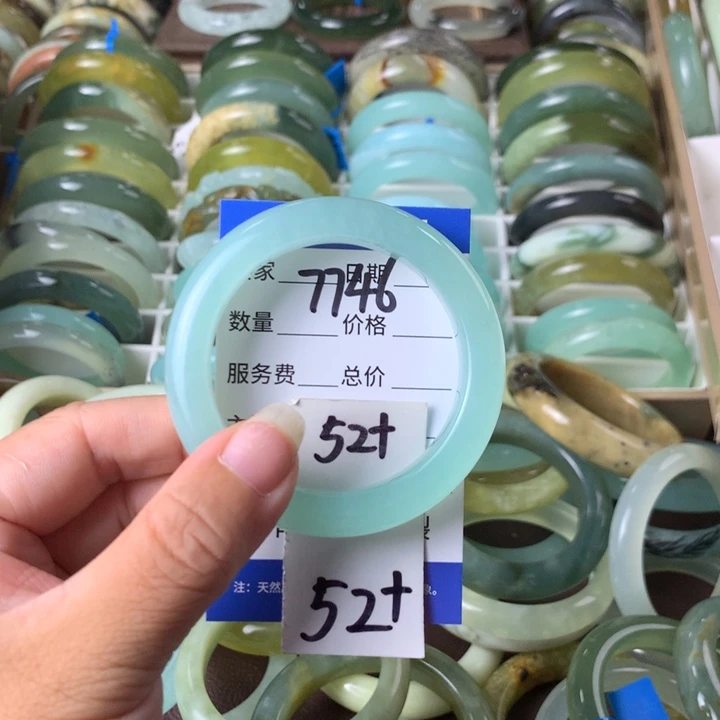 家 日期
7746
数量 价格
服务费 总价
52+
52+
注：天然 。